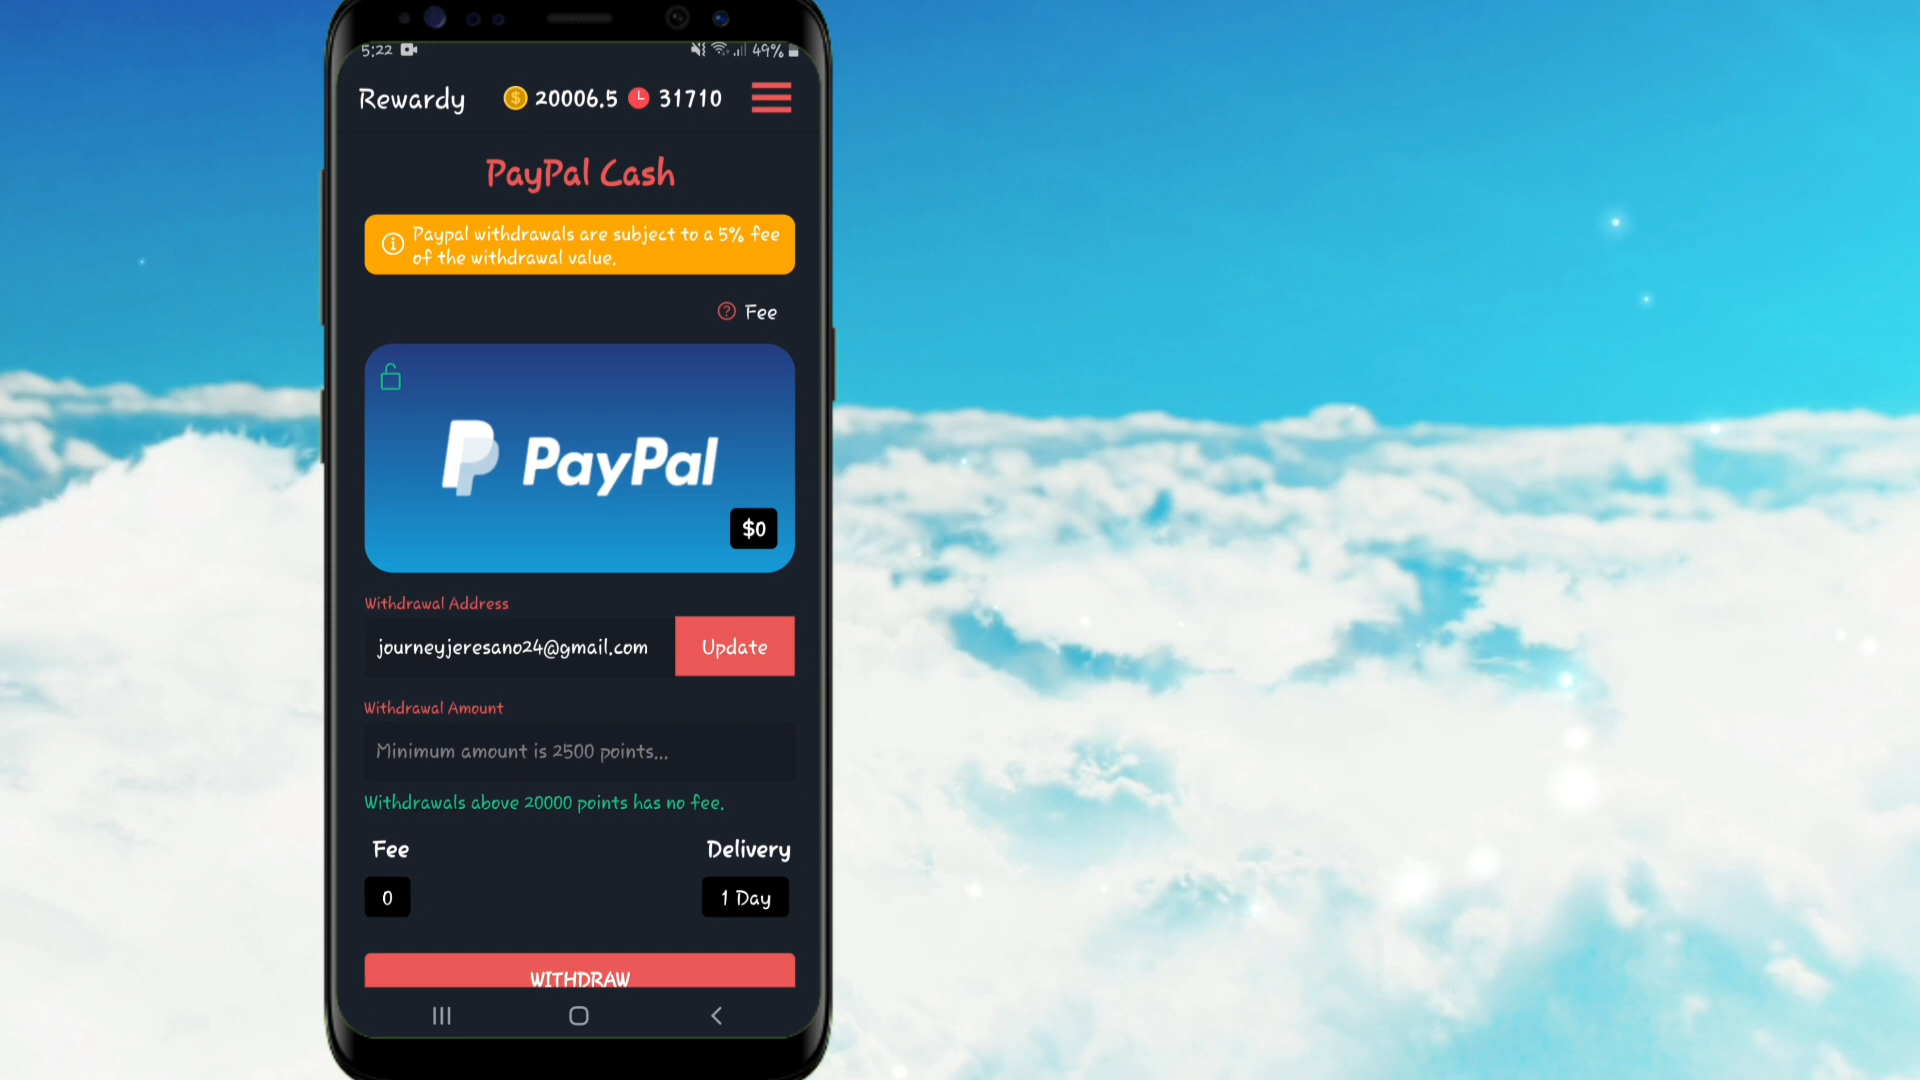 5:22 49%
Rewardy 20006.5 31710
PayPal Cash
Paypal withdrawals are subject to a 5% fee
of the withdrawal value.
Fee
PayPal
$0
Withdrawal Address
journeyjeresano24@gmail.com Update
Withdrawal Amount
Minimum amount is 2500 points...
Withdrawals above 20000 points has no fee.
Fee Delivery
0 1 Day
WITHDRAW